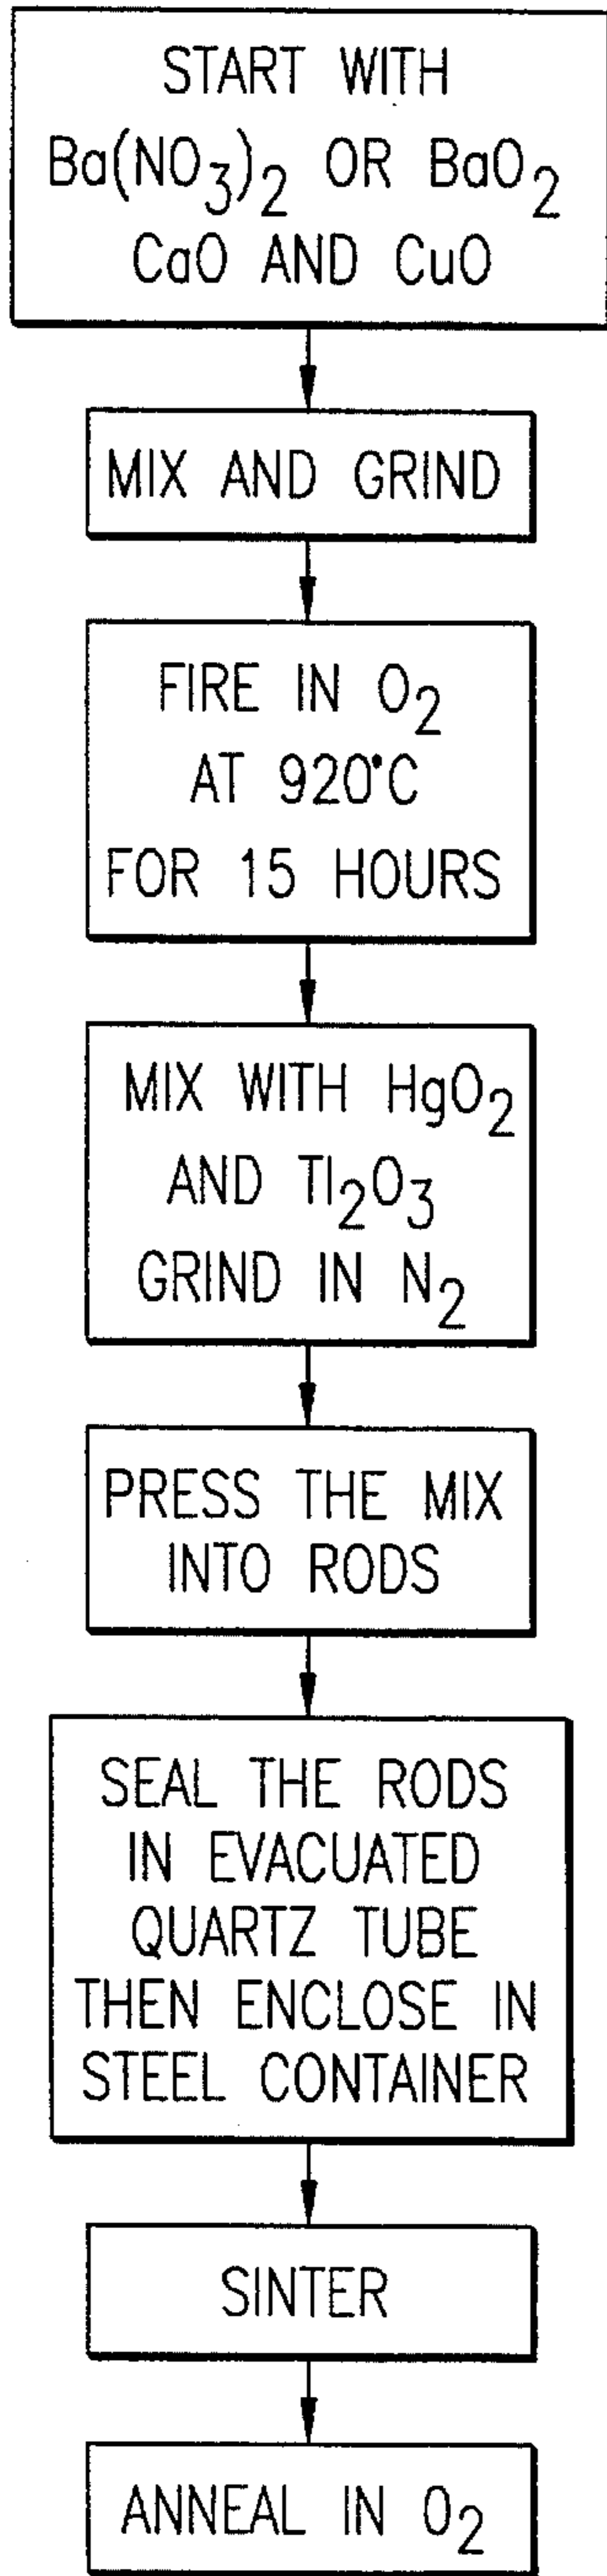 START WITH
Ba(NO₃)₂ OR BaO₂
CaO AND CuO
MIX AND GRIND
FIRE IN O₂
AT 920°C
FOR 15 HOURS
MIX WITH HgO₂
AND Tl₂O₃
GRIND IN N₂
PRESS THE MIX
INTO RODS
SEAL THE RODS
IN EVACUATED
QUARTZ TUBE
THEN ENCLOSE IN
STEEL CONTAINER
SINTER
ANNEAL IN O₂